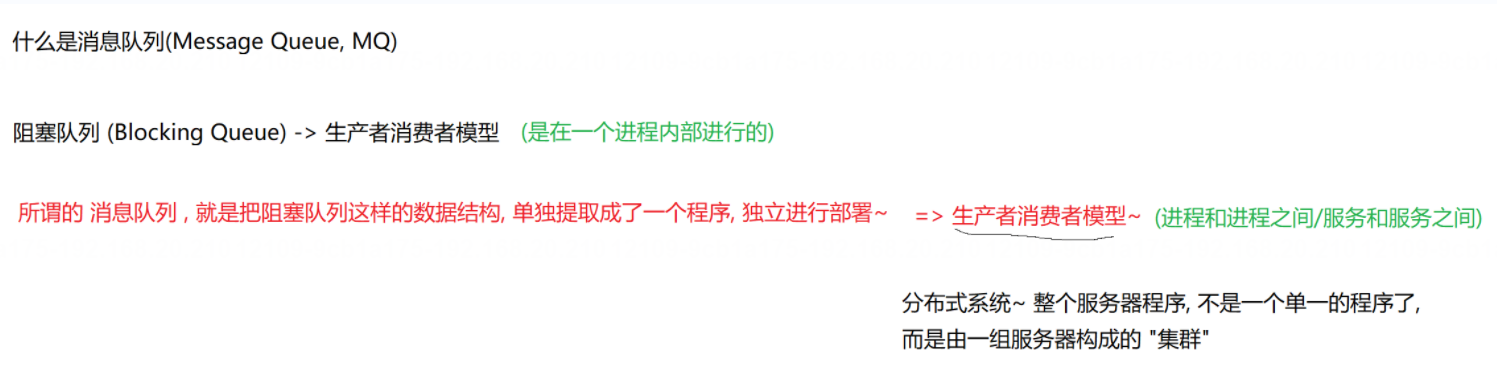 什么是消息队列(Message Queue, MQ)
阻塞队列 (Blocking Queue) -> 生产者消费者模型 (是在一个进程内部进行的)
所谓的 消息队列 , 就是把阻塞队列这样的数据结构, 单独提取成了一个程序, 独立进行部署~ => 生产者消费者模型~ (进程和进程之间/服务和服务之间)
分布式系统~ 整个服务器程序, 不是一个单一的程序了,
而是由一组服务器构成的 "集群"